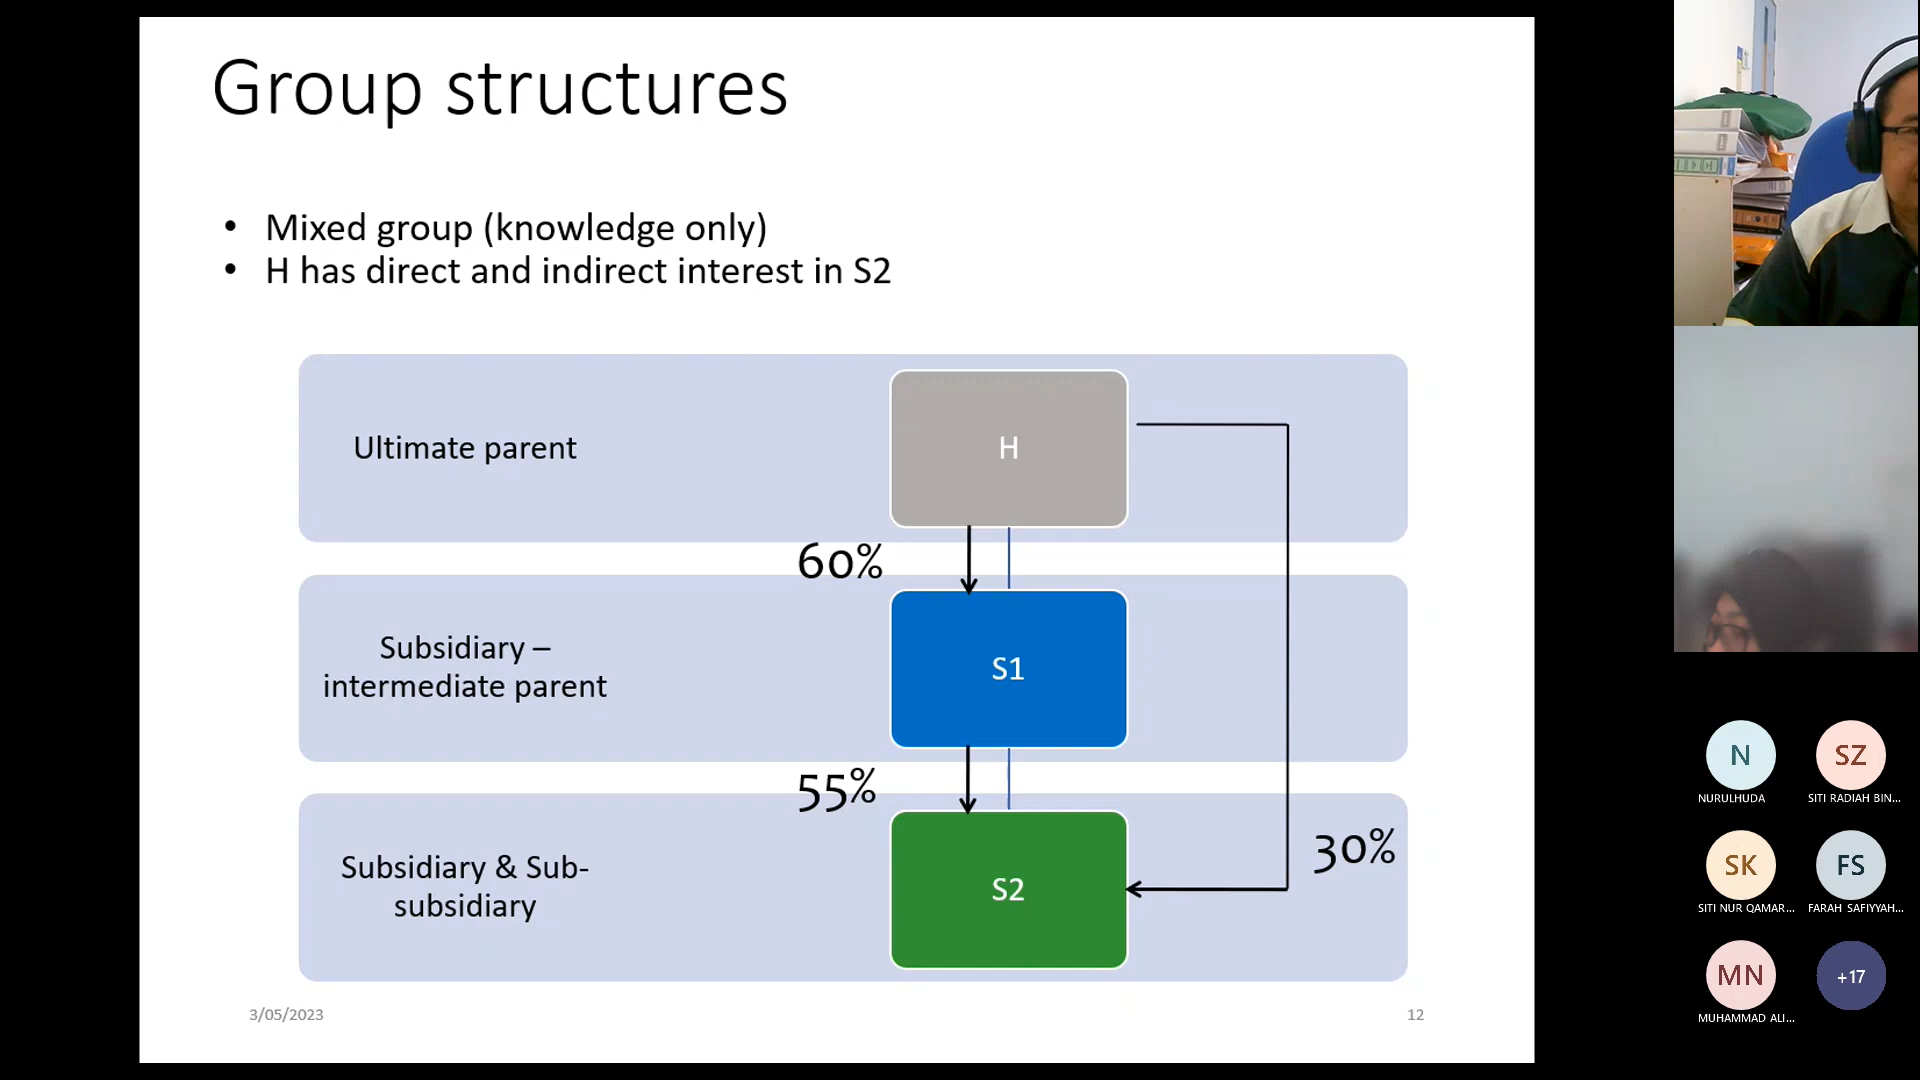 Group structures
• Mixed group (knowledge only)
• H has direct and indirect interest in S2
Ultimate parent
H
60%
Subsidiary –
intermediate parent
S1
55%
Subsidiary & Sub-
subsidiary
S2
30%
3/05/2023
12
N
NURULHUDA
SZ
SITI RADIAH BIN...
SK
SITI NUR QAMAR...
FS
FARAH SAFIYYAH...
MN
MUHAMMAD ALI...
+17